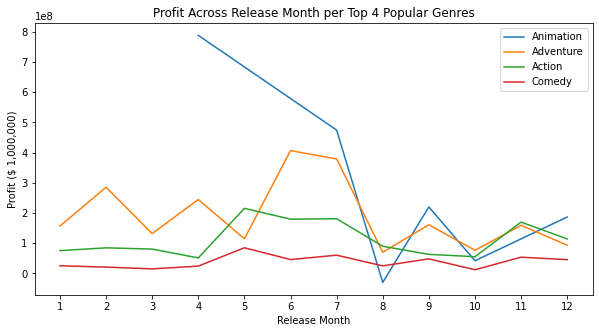 Profit Across Release Month per Top 4 Popular Genres
1e8
8
7
6
5
4
3
2
1
0
Profit ($ 1,000,000)
Animation
Adventure
Action
Comedy
1 2 3 4 5 6 7 8 9 10 11 12
Release Month